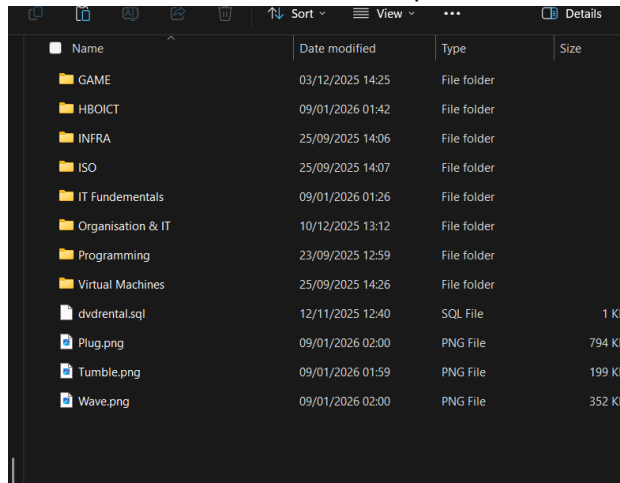 Sort View ... Details
Name Date modified Type Size
GAME 03/12/2025 14:25 File folder
HBOICT 09/01/2026 01:42 File folder
INFRA 25/09/2025 14:06 File folder
ISO 25/09/2025 14:07 File folder
IT Fundementals 09/01/2026 01:26 File folder
Organisation & IT 10/12/2025 13:12 File folder
Programming 23/09/2025 12:59 File folder
Virtual Machines 25/09/2025 14:26 File folder
dvdrental.sql 12/11/2025 12:40 SQL File 1 K
Plug.png 09/01/2026 02:00 PNG File 794 K
Tumble.png 09/01/2026 01:59 PNG File 199 K
Wave.png 09/01/2026 02:00 PNG File 352 K